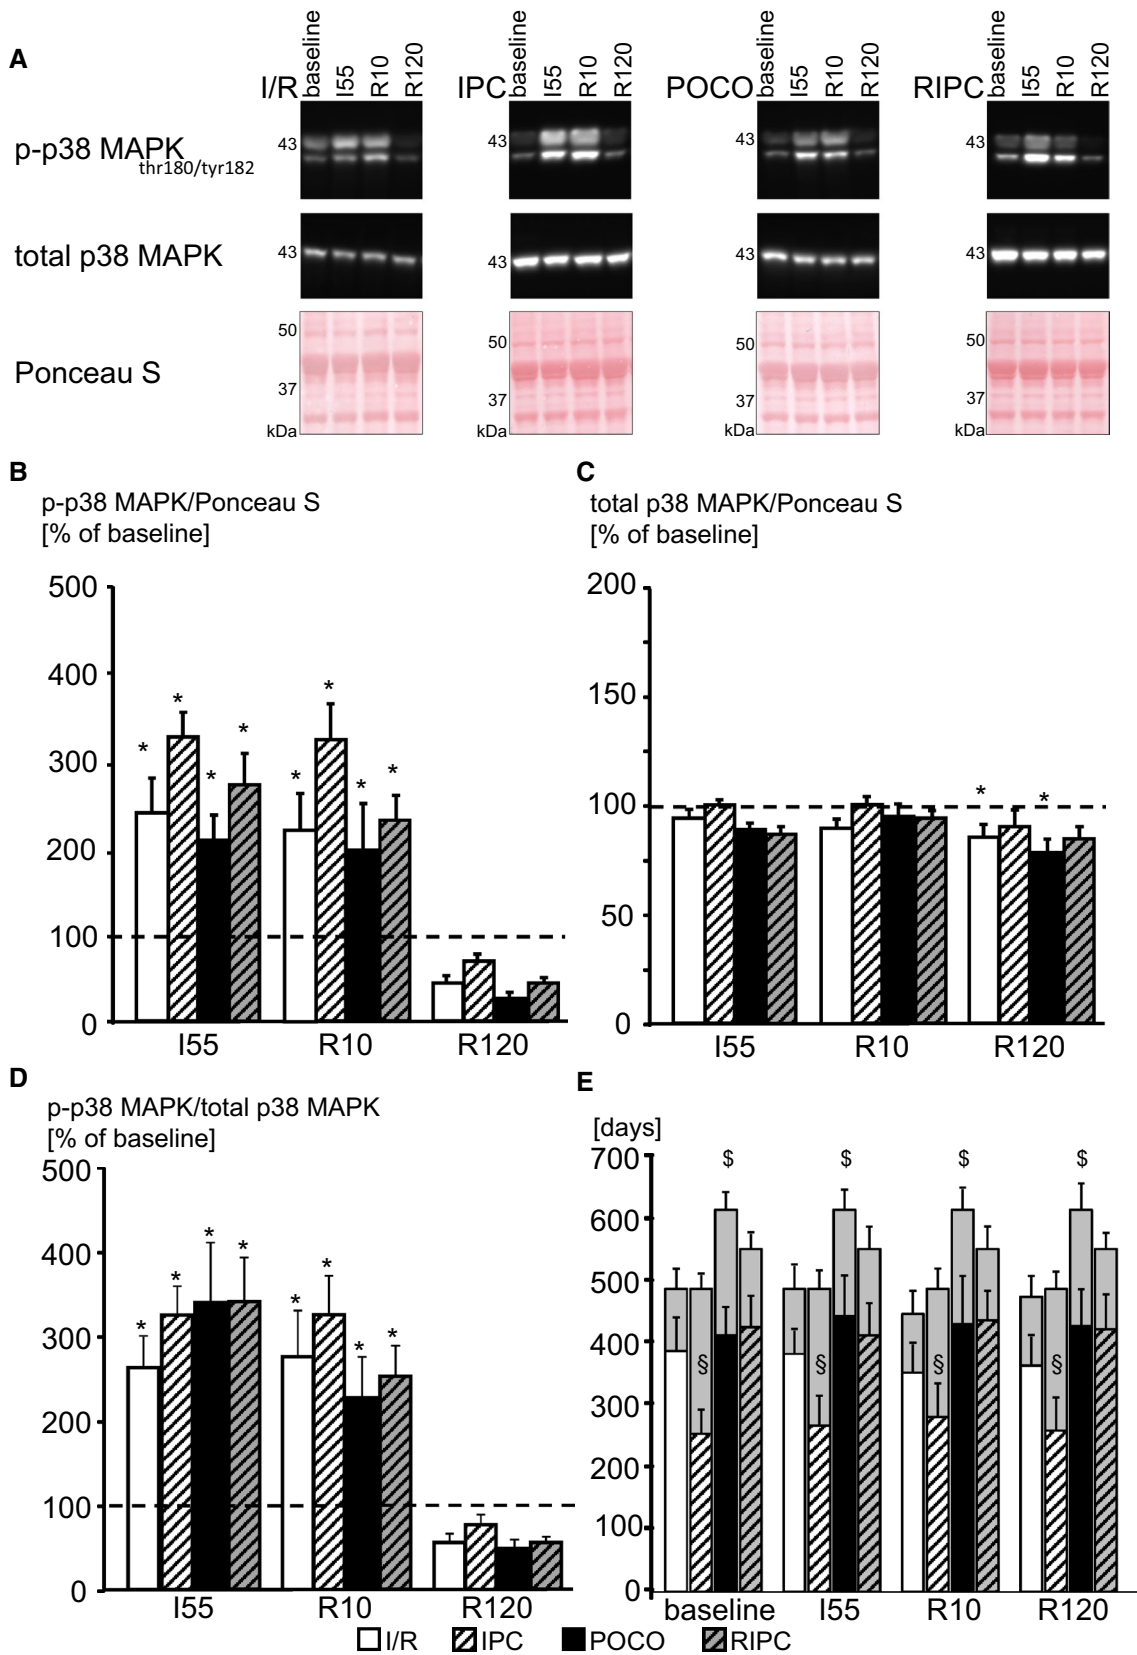 A
I/R baseline I55 R10 R120
IPC baseline I55 R10 R120
POCO baseline I55 R10 R120
RIPC baseline I55 R10 R120
p-p38 MAPK thr180/tyr182
43 43 43 43
total p38 MAPK
43 43 43 43
Ponceau S
50 50 50 50
37 37 37 37
kDa kDa kDa kDa
B
p-p38 MAPK/Ponceau S
[% of baseline]
500
400
300
200
100
0
* * * * * * * *
I55 R10 R120
C
total p38 MAPK/Ponceau S
[% of baseline]
200
150
100
50
0
* *
I55 R10 R120
D
p-p38 MAPK/total p38 MAPK
[% of baseline]
500
400
300
200
100
0
* * * * * * * *
I55 R10 R120
E
[days]
700
600
500
400
300
200
100
0
$ $ $ $
§ § § §
baseline I55 R10 R120
I/R IPC POCO RIPC